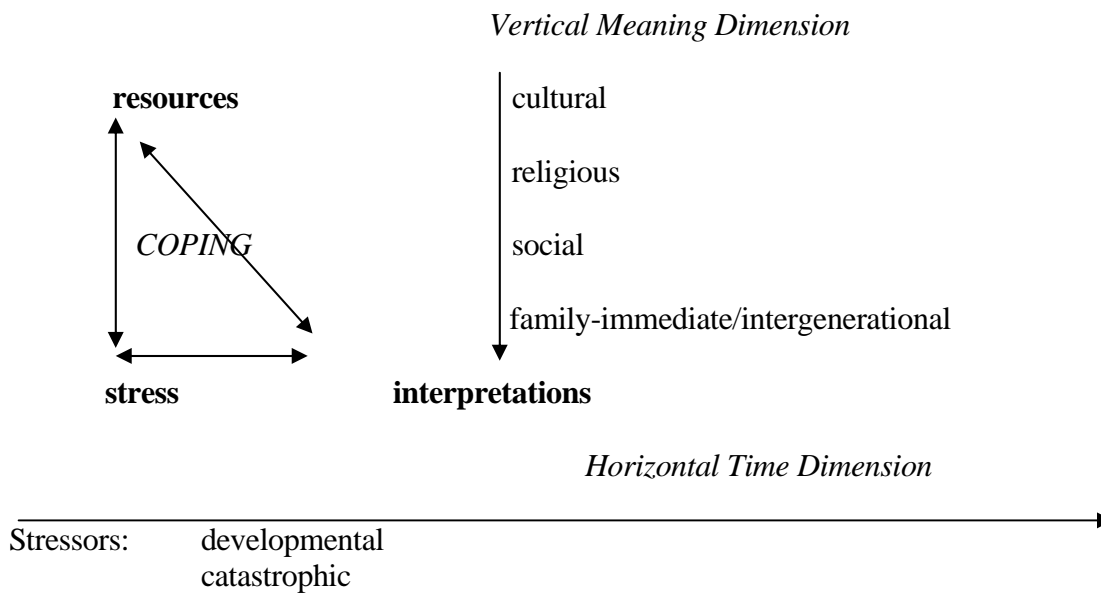 Vertical Meaning Dimension
resources
cultural
religious
COPING
social
family-immediate/intergenerational
stress
interpretations
Horizontal Time Dimension
Stressors: developmental
catastrophic